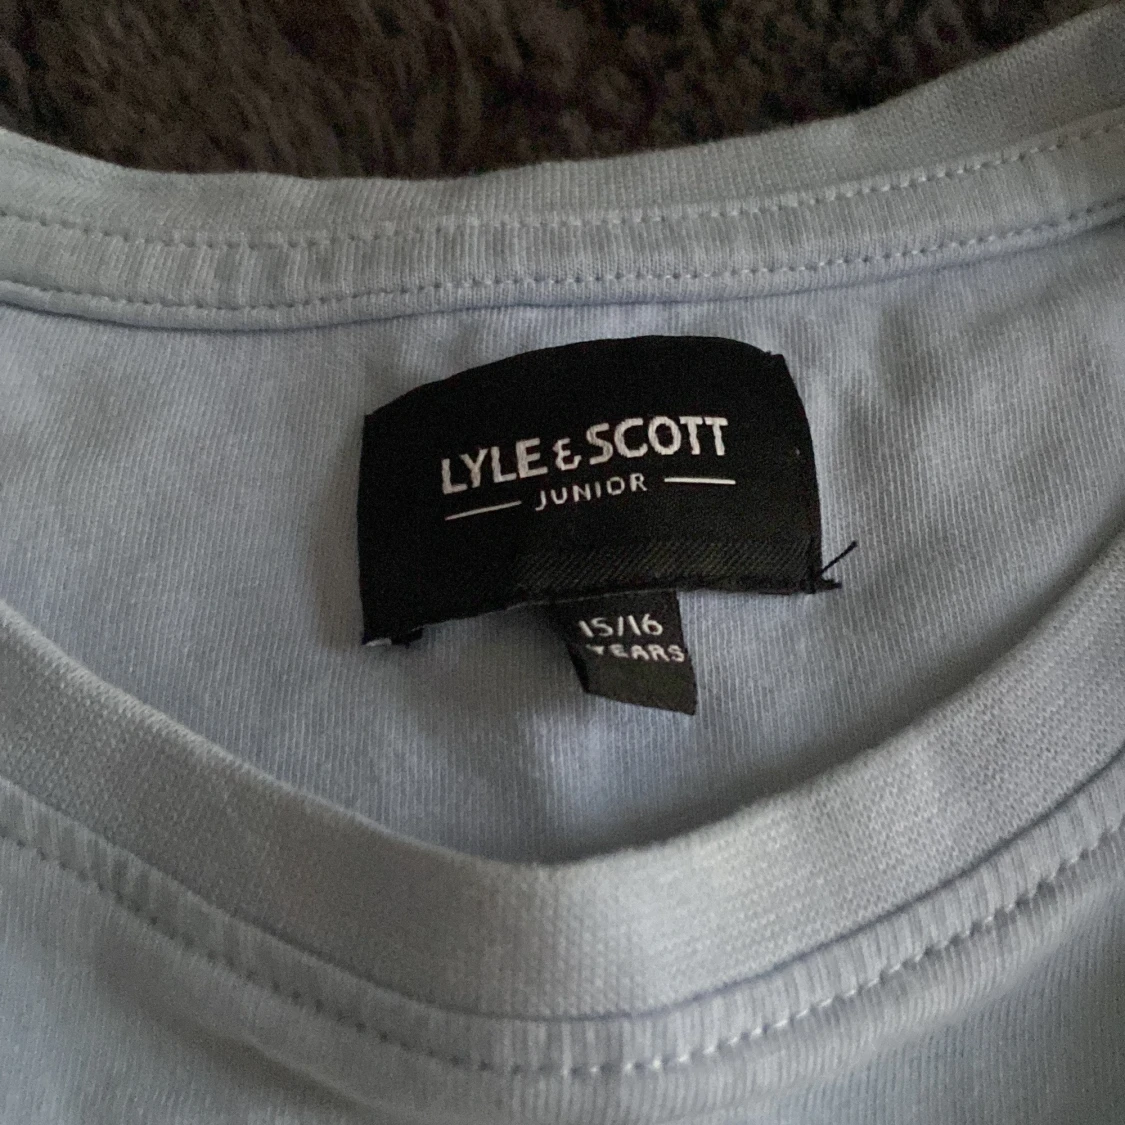 LYLE & SCOTT
JUNIOR
15/16
YEARS